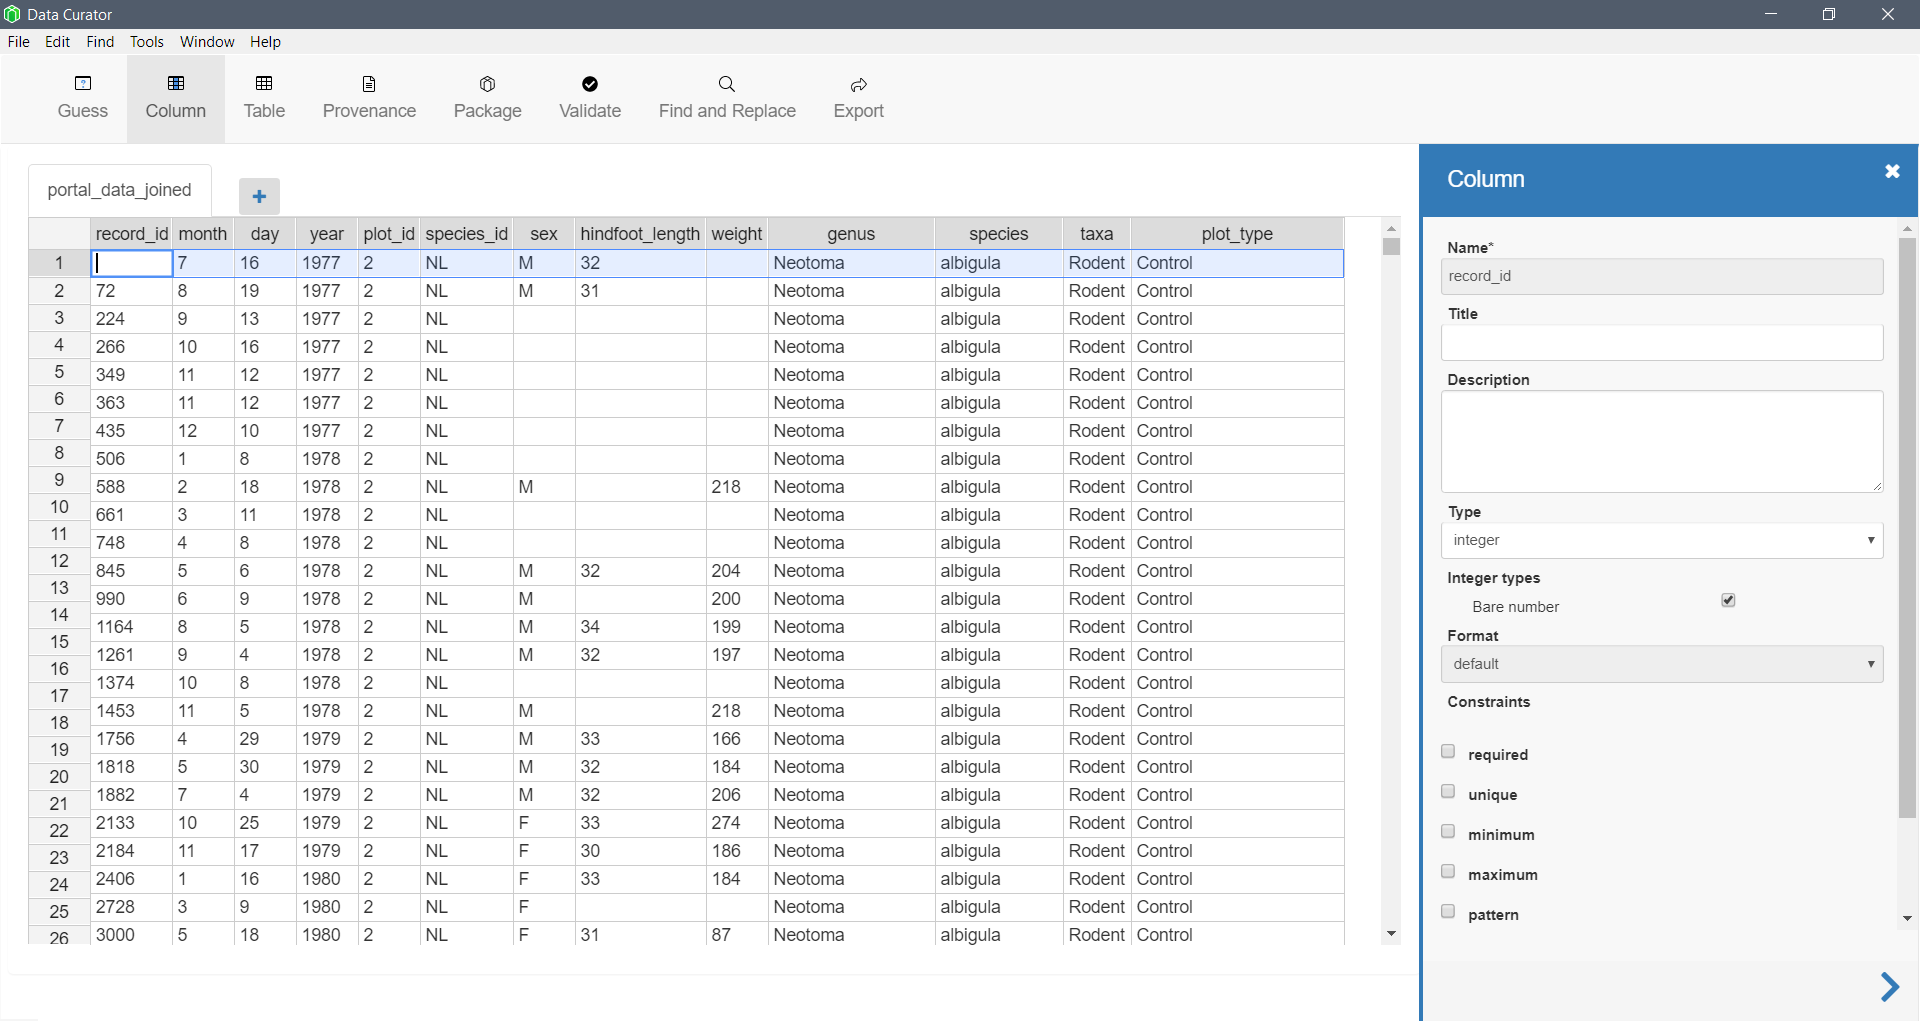 Data Curator
File Edit Find Tools Window Help
Guess Column Table Provenance Package Validate Find and Replace Export
portal_data_joined +
record_id month day year plot_id species_id sex hindfoot_length weight genus species taxa plot_type
1 7 16 1977 2 NL M 32 Neotoma albigula Rodent Control
2 72 8 19 1977 2 NL M 31 Neotoma albigula Rodent Control
3 224 9 13 1977 2 NL Neotoma albigula Rodent Control
4 266 10 16 1977 2 NL Neotoma albigula Rodent Control
5 349 11 12 1977 2 NL Neotoma albigula Rodent Control
6 363 11 12 1977 2 NL Neotoma albigula Rodent Control
7 435 12 10 1977 2 NL Neotoma albigula Rodent Control
8 506 1 8 1978 2 NL Neotoma albigula Rodent Control
9 588 2 18 1978 2 NL M 218 Neotoma albigula Rodent Control
10 661 3 11 1978 2 NL Neotoma albigula Rodent Control
11 748 4 8 1978 2 NL Neotoma albigula Rodent Control
12 845 5 6 1978 2 NL M 32 204 Neotoma albigula Rodent Control
13 990 6 9 1978 2 NL M 200 Neotoma albigula Rodent Control
14 1164 8 5 1978 2 NL M 34 199 Neotoma albigula Rodent Control
15 1261 9 4 1978 2 NL M 32 197 Neotoma albigula Rodent Control
16 1374 10 8 1978 2 NL Neotoma albigula Rodent Control
17 1453 11 5 1978 2 NL M 218 Neotoma albigula Rodent Control
18 1756 4 29 1979 2 NL M 33 166 Neotoma albigula Rodent Control
19 1818 5 30 1979 2 NL M 32 184 Neotoma albigula Rodent Control
20 1882 7 4 1979 2 NL M 32 206 Neotoma albigula Rodent Control
21 2133 10 25 1979 2 NL F 33 274 Neotoma albigula Rodent Control
22 2184 11 17 1979 2 NL F 30 186 Neotoma albigula Rodent Control
23 2406 1 16 1980 2 NL F 33 184 Neotoma albigula Rodent Control
24 2728 3 9 1980 2 NL F Neotoma albigula Rodent Control
25 3000 5 18 1980 2 NL F 31 87 Neotoma albigula Rodent Control
26
Column
Name*
record_id
Title
Description
Type
integer
Integer types
Bare number
Format
default
Constraints
required
unique
minimum
maximum
pattern